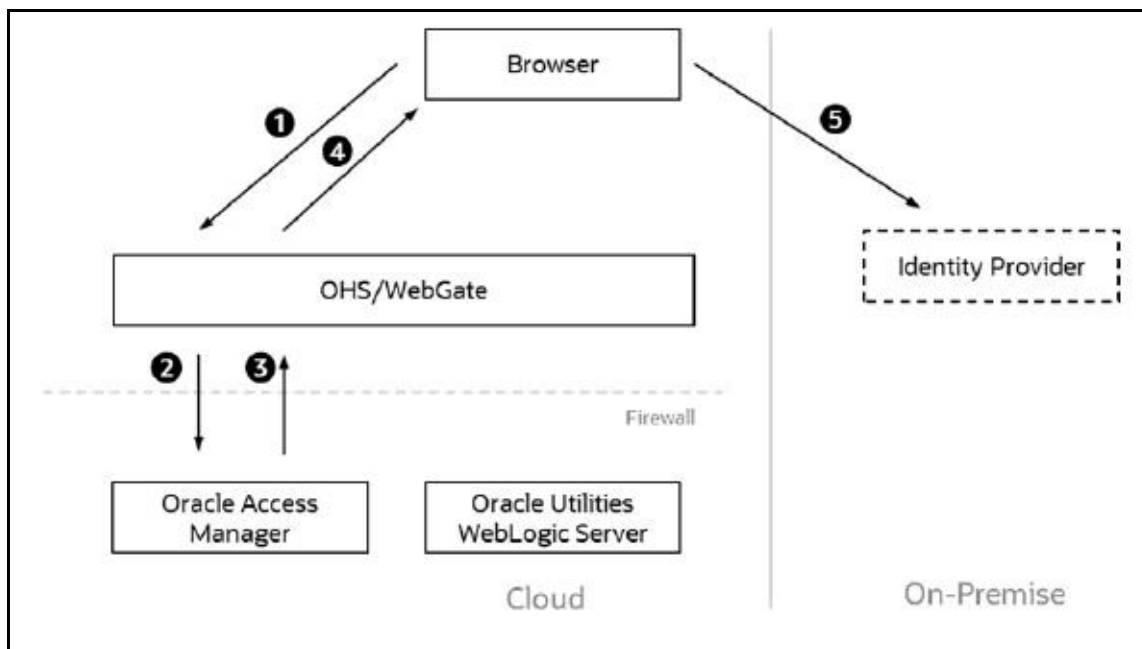 Browser
❶
❹
❺
Identity Provider
OHS/WebGate
❷
❸
Firewall
Oracle Access
Manager
Oracle Utilities
WebLogic Server
Cloud
On-Premise